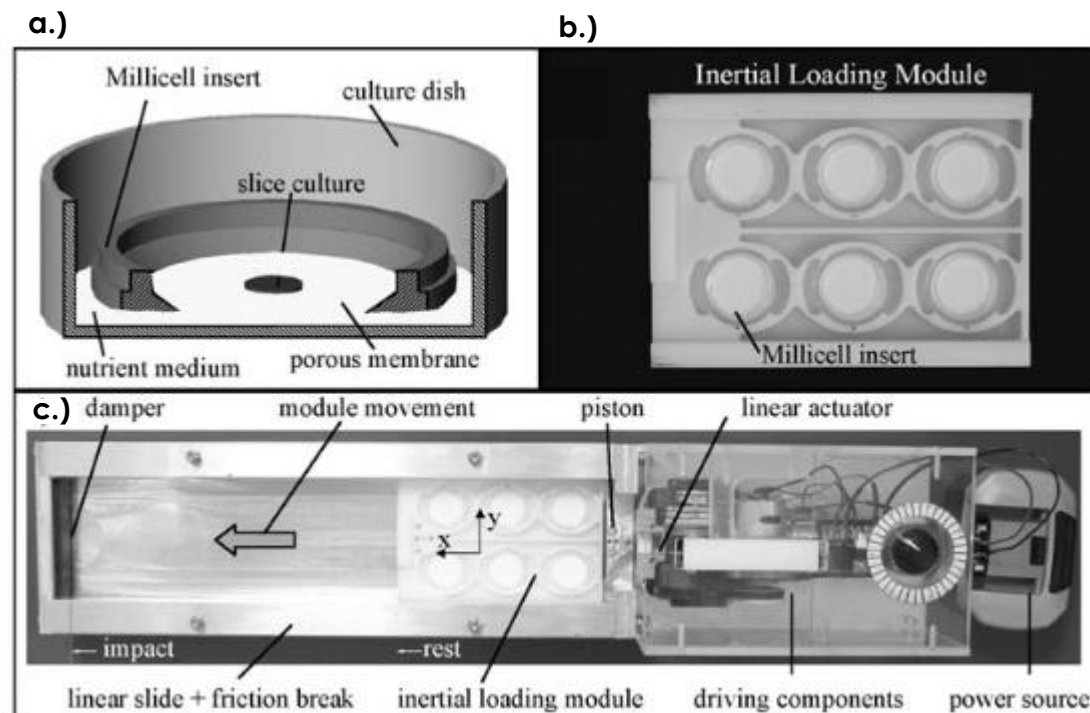 a.)
Millicell insert
culture dish
slice culture
nutrient medium
porous membrane
b.)
Inertial Loading Module
Millicell insert
c.)
damper
module movement
piston
linear actuator
y
x
impact
rest
linear slide + friction break
inertial loading module
driving components
power source